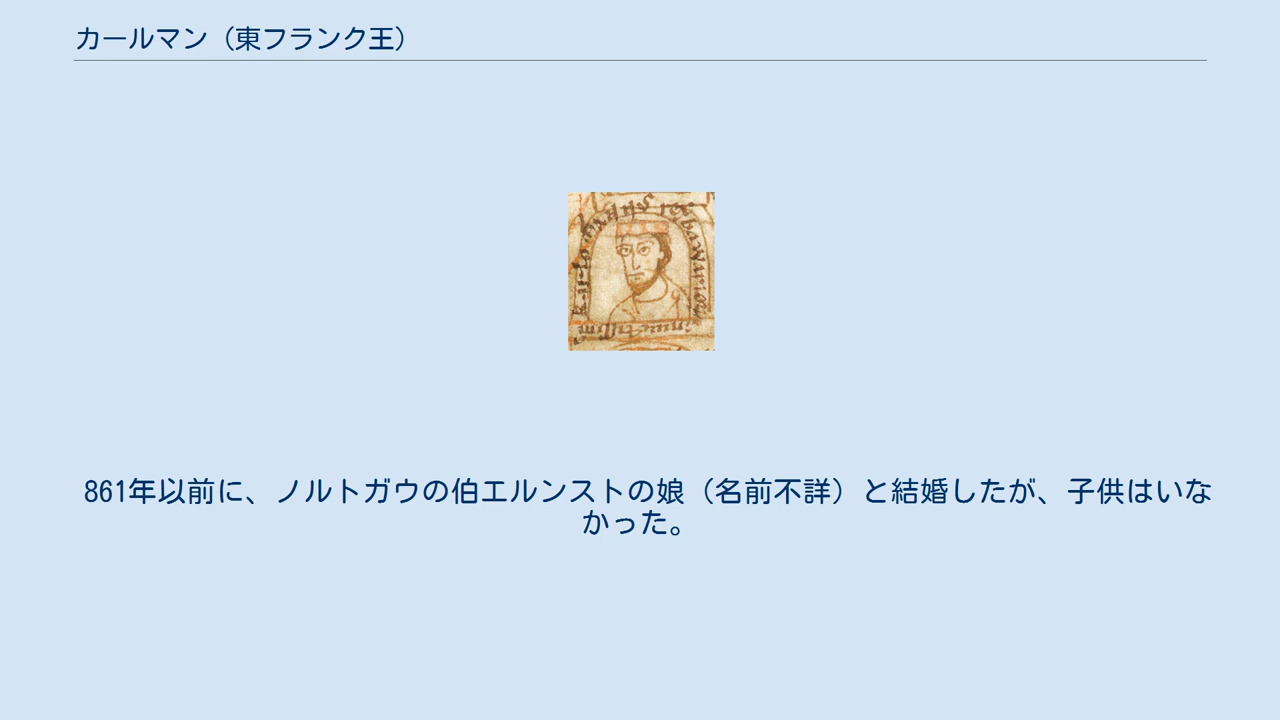 カールマン（東フランク王）
861年以前に、ノルトガウの伯エルンストの娘（名前不詳）と結婚したが、子供はいな
かった。